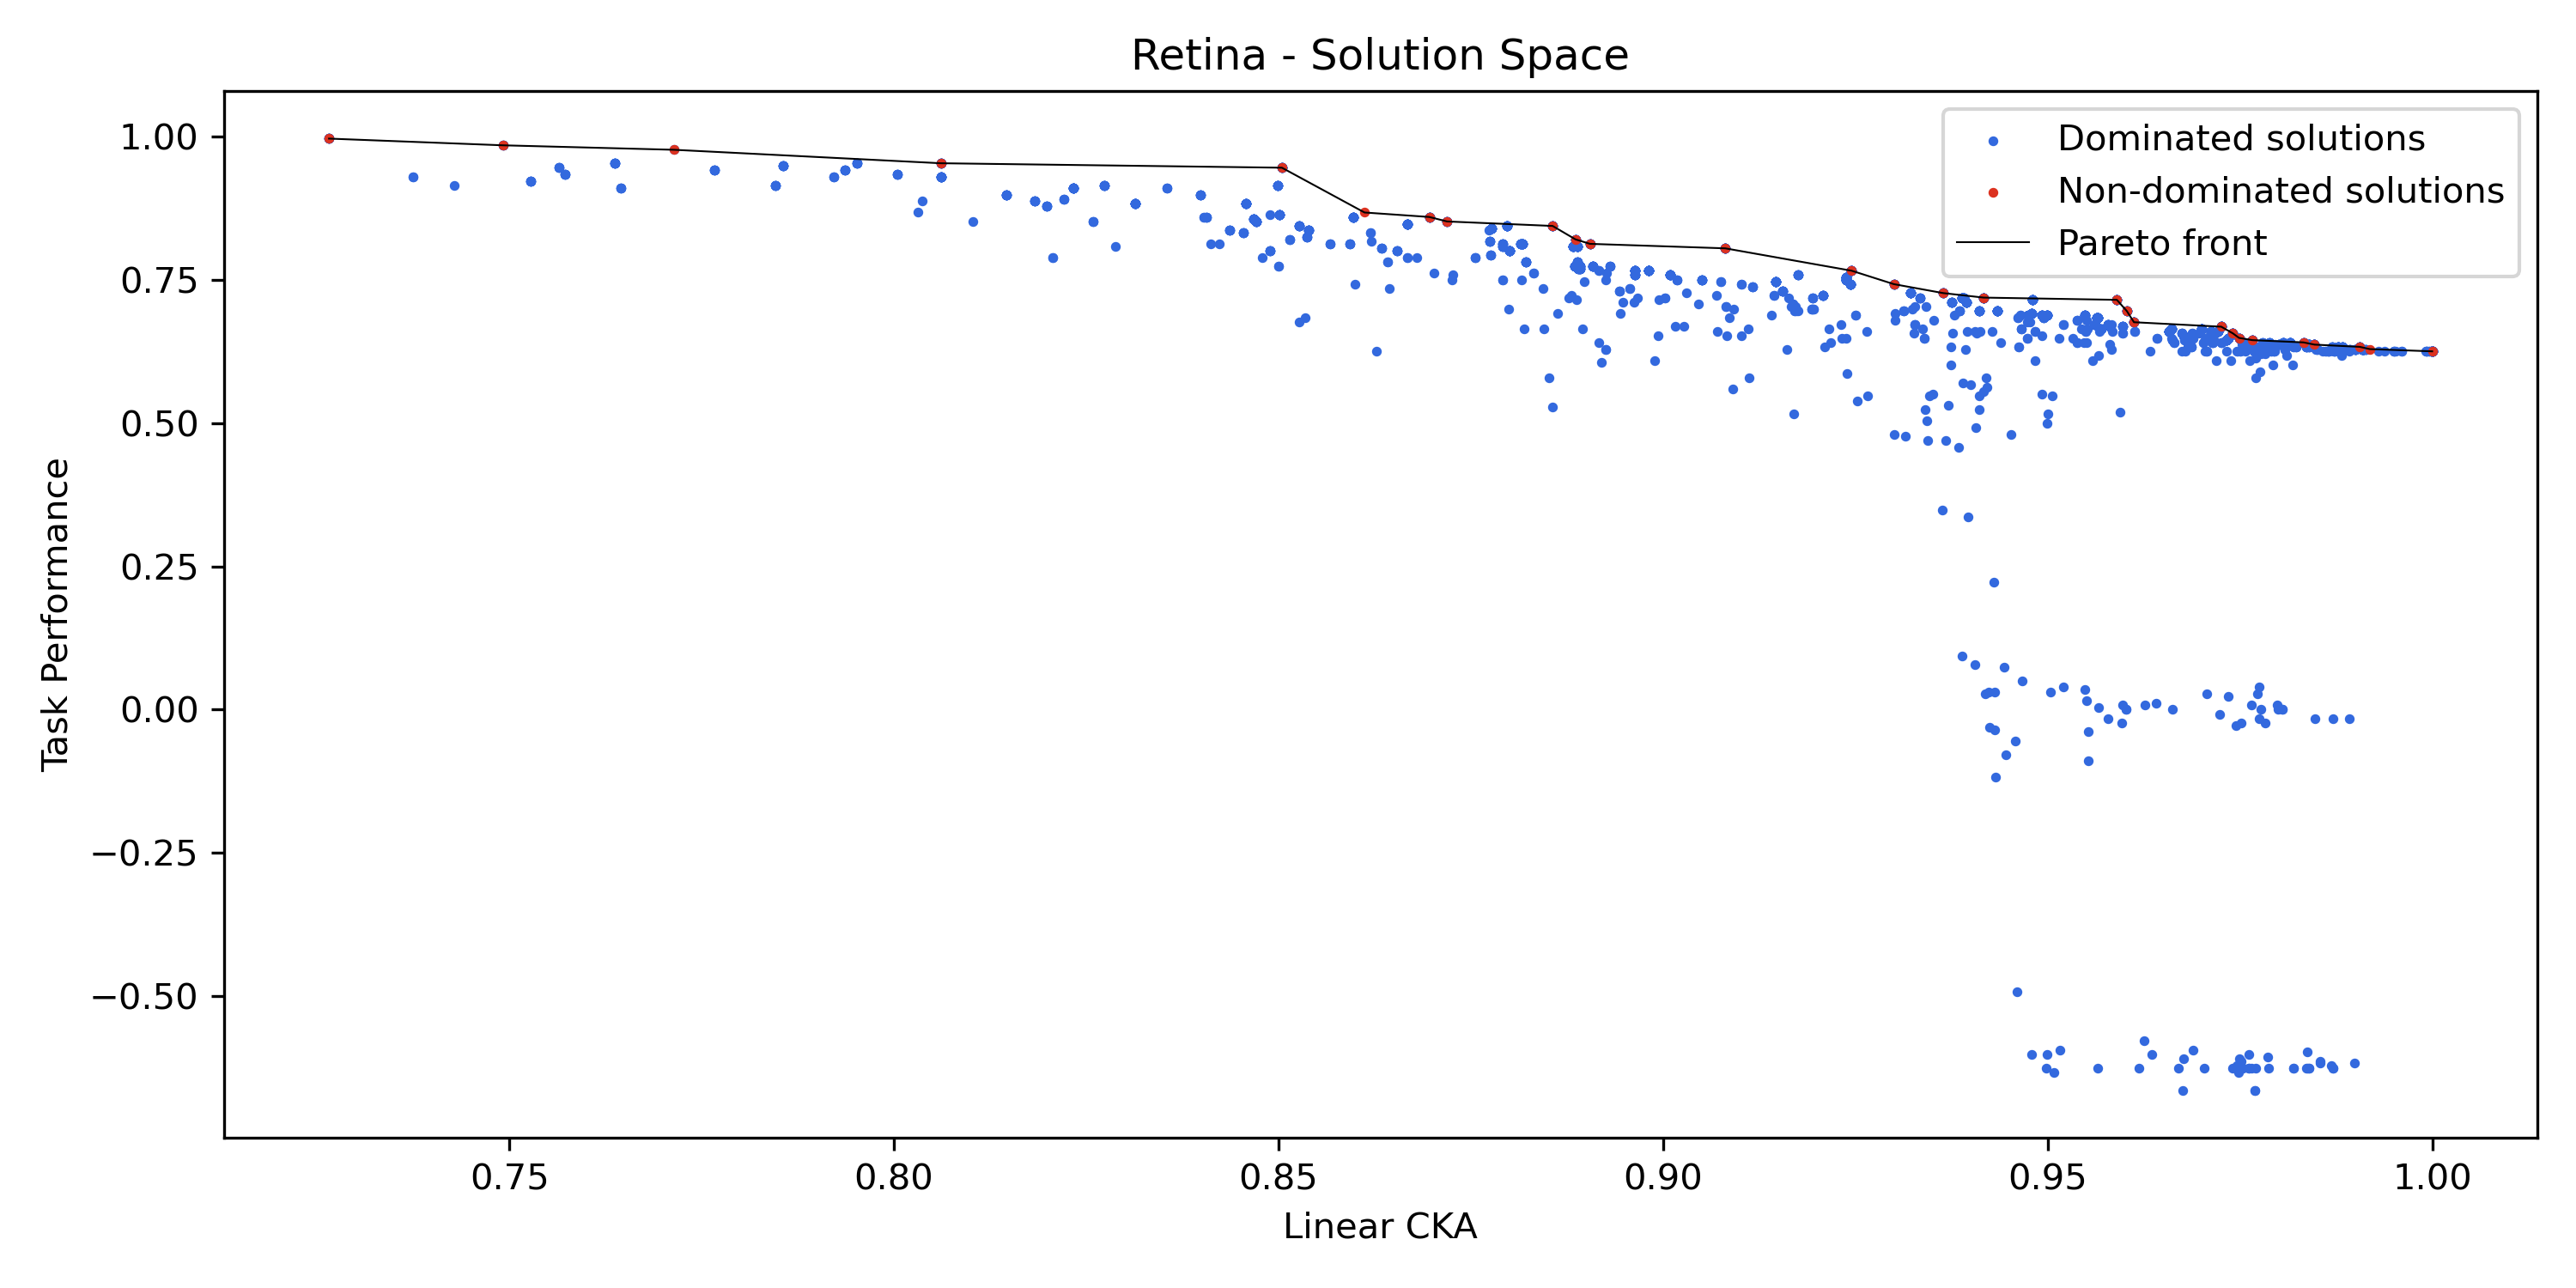 Retina - Solution Space
Dominated solutions
Non-dominated solutions
Pareto front
1.00
0.75
0.50
0.25
0.00
−0.25
−0.50
Task Performance
0.75 0.80 0.85 0.90 0.95 1.00
Linear CKA